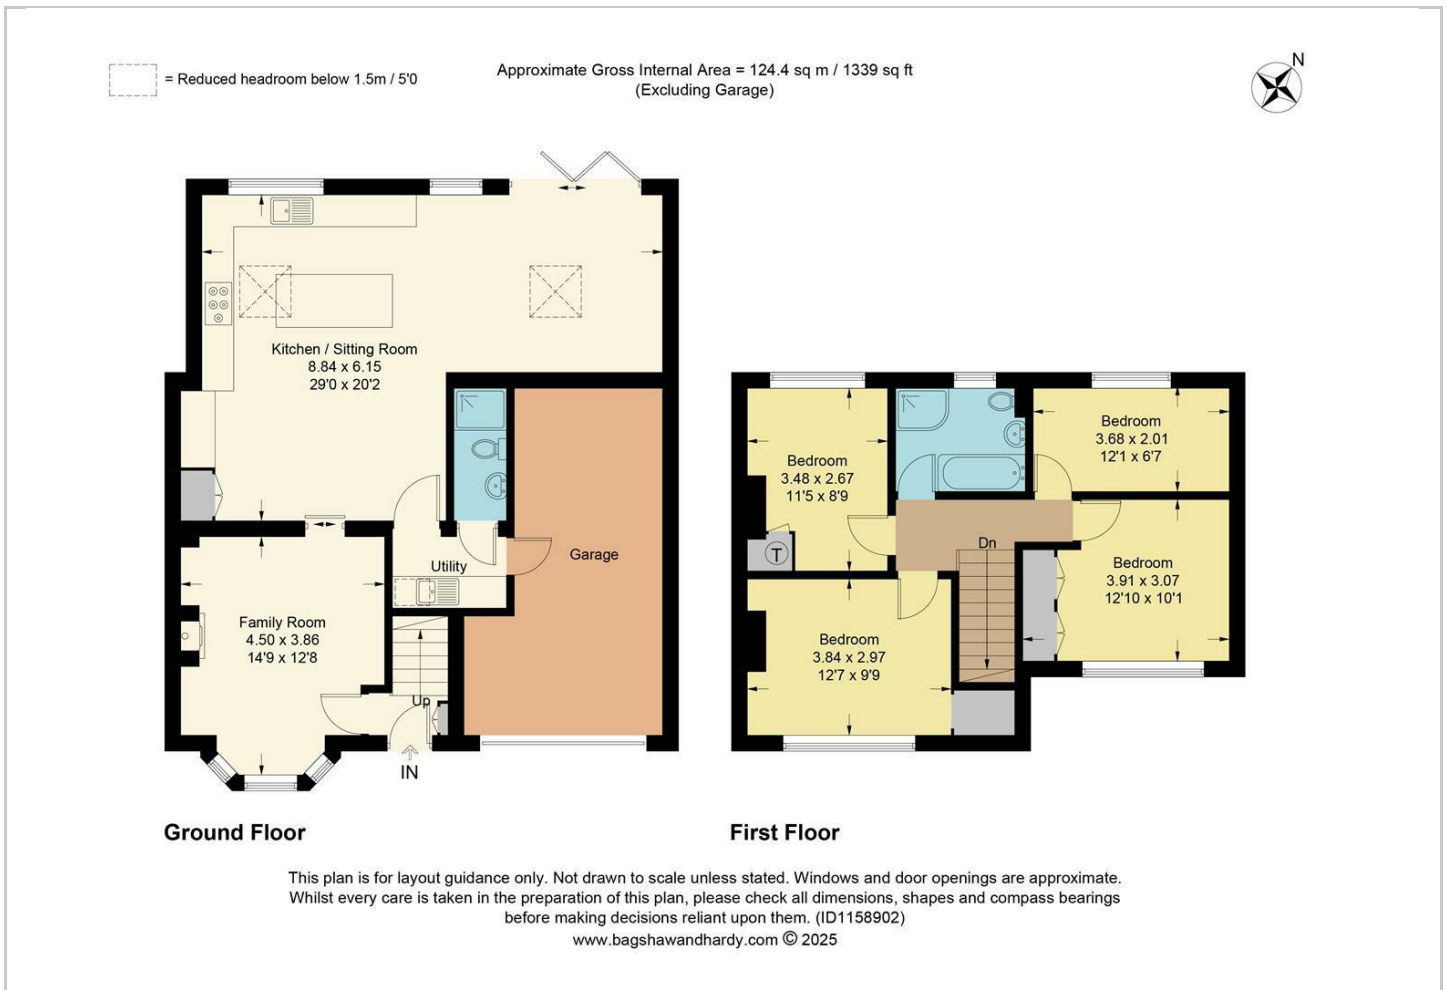 = Reduced headroom below 1.5m / 5'0
Approximate Gross Internal Area = 124.4 sq m / 1339 sq ft
(Excluding Garage)
N
Kitchen / Sitting Room
8.84 x 6.15
29'0 x 20'2
Utility
Garage
Family Room
4.50 x 3.86
14'9 x 12'8
Up
IN
Bedroom
3.48 x 2.67
11'5 x 8'9
T
Bedroom
3.68 x 2.01
12'1 x 6'7
Dn
Bedroom
3.91 x 3.07
12'10 x 10'1
Bedroom
3.84 x 2.97
12'7 x 9'9
Ground Floor
First Floor
This plan is for layout guidance only. Not drawn to scale unless stated. Windows and door openings are approximate.
Whilst every care is taken in the preparation of this plan, please check all dimensions, shapes and compass bearings
before making decisions reliant upon them. (ID1158902)
www.bagshawandhardy.com © 2025